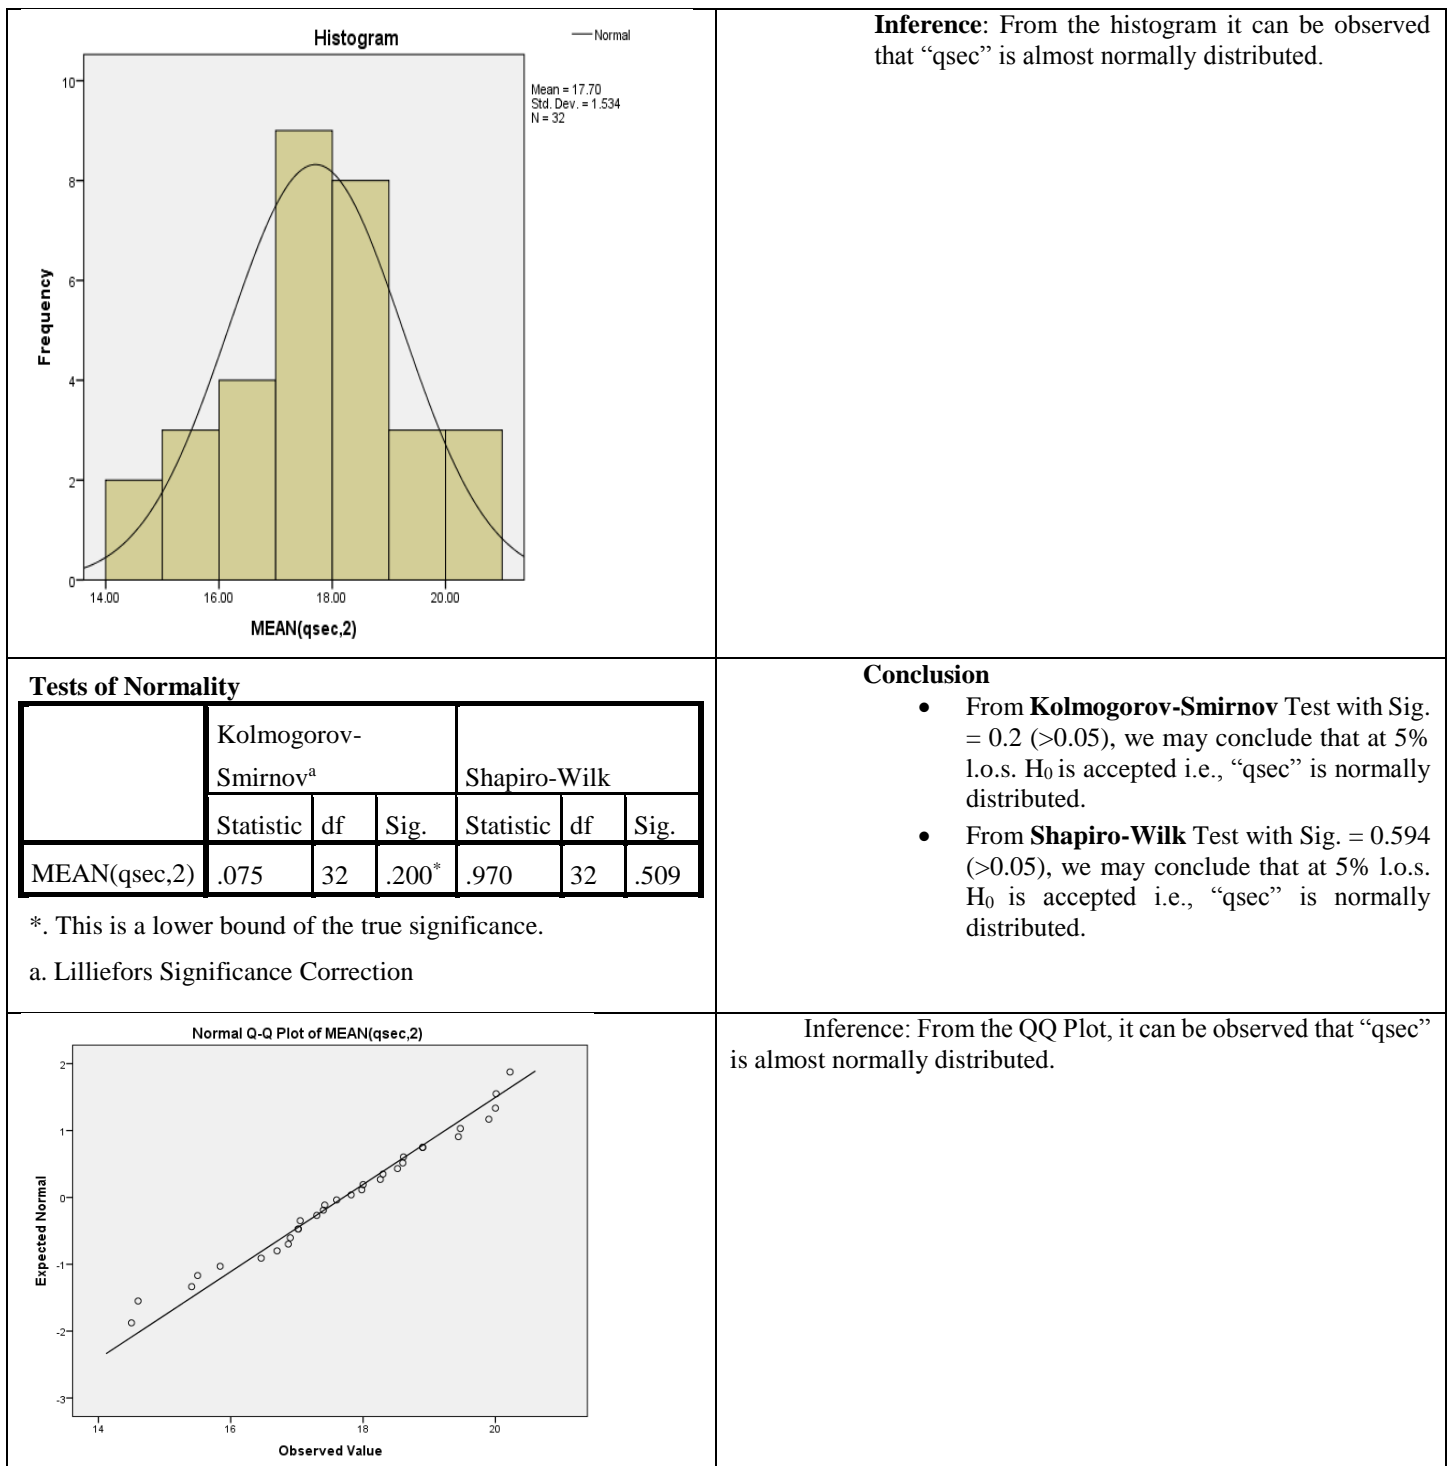 Histogram
Normal
Mean = 17.70
Std. Dev. = 1.534
N = 32
10
8
6
4
2
0
Frequency
14.00 16.00 18.00 20.00
MEAN(qsec,2)
Inference: From the histogram it can be observed
that “qsec” is almost normally distributed.
Tests of Normality
Kolmogorov-
Smirnovᵃ Shapiro-Wilk
Statistic df Sig. Statistic df Sig.
MEAN(qsec,2) .075 32 .200* .970 32 .509
*. This is a lower bound of the true significance.
a. Lilliefors Significance Correction
Conclusion
• From Kolmogorov-Smirnov Test with Sig.
= 0.2 (>0.05), we may conclude that at 5%
l.o.s. H₀ is accepted i.e., “qsec” is normally
distributed.
• From Shapiro-Wilk Test with Sig. = 0.594
(>0.05), we may conclude that at 5% l.o.s.
H₀ is accepted i.e., “qsec” is normally
distributed.
Normal Q-Q Plot of MEAN(qsec,2)
2
1
0
-1
-2
-3
Expected Normal
14 16 18 20
Observed Value
Inference: From the QQ Plot, it can be observed that “qsec”
is almost normally distributed.